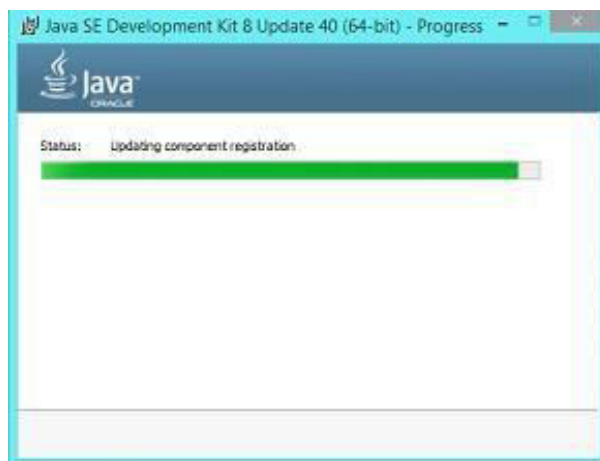 Java SE Development Kit 8 Update 40 (64-bit) - Progress
Java
ORACLE
Status: Updating component registration